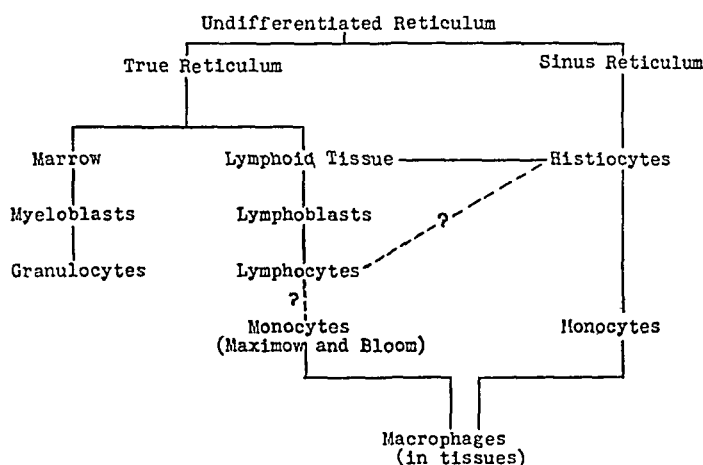 Undifferentiated Reticulum
True Reticulum
Sinus Reticulum
Marrow
Lymphoid Tissue
Histiocytes
Myeloblasts
Lymphoblasts
?
Granulocytes
Lymphocytes
?
Monocytes
(Maximow and Bloom)
Monocytes
Macrophages
(in tissues)